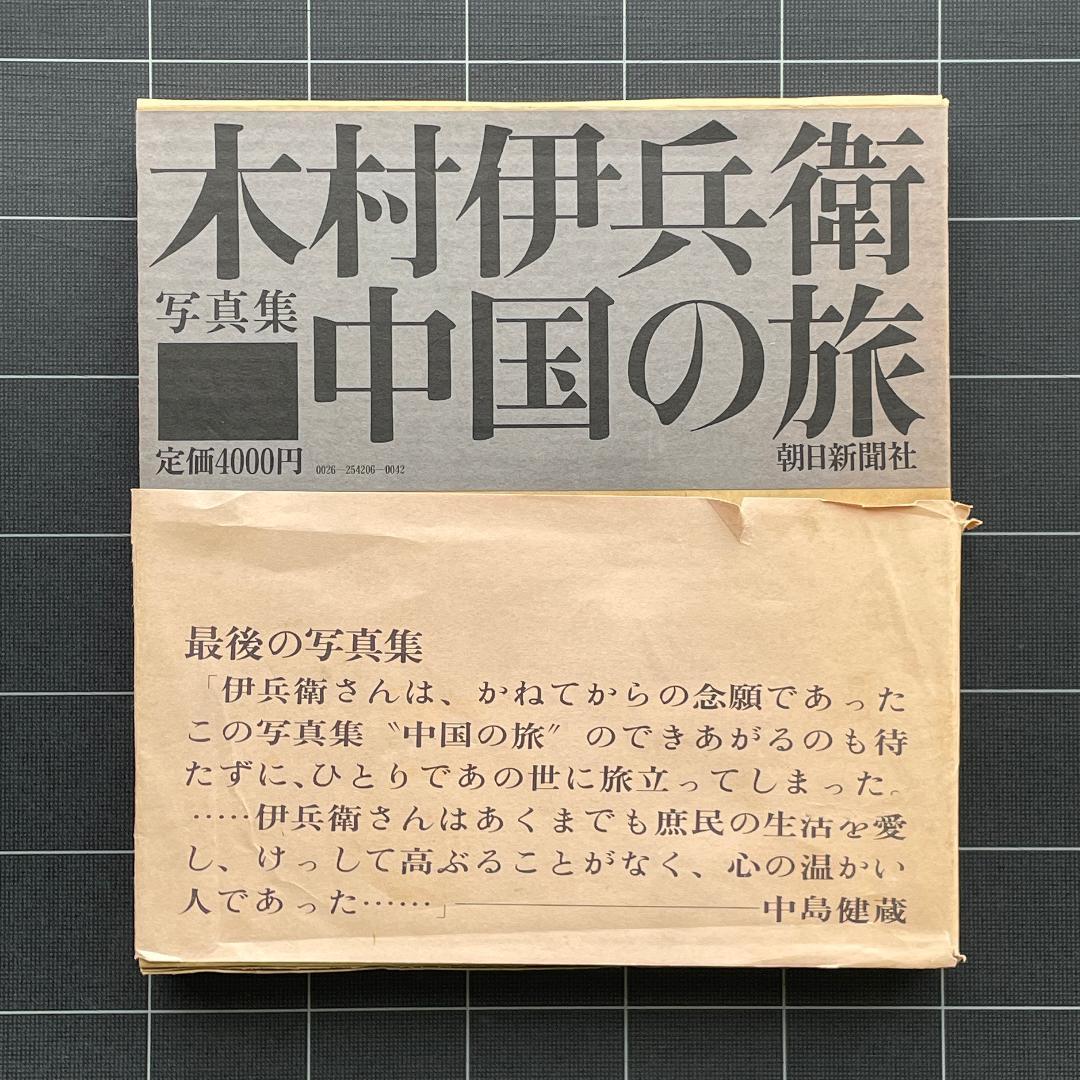 木村伊兵衛
写真集
中国の旅
定価4000円
0026—254206—0042
朝日新聞社
最後の写真集
「伊兵衛さんは、かねてからの念願であった
この写真集〝中国の旅〞のできあがるのも待
たずに、ひとりであの世に旅立ってしまった。
……伊兵衛さんはあくまでも庶民の生活を愛
し、けっして高ぶることがなく、心の温かい
人であった……」――中島健蔵